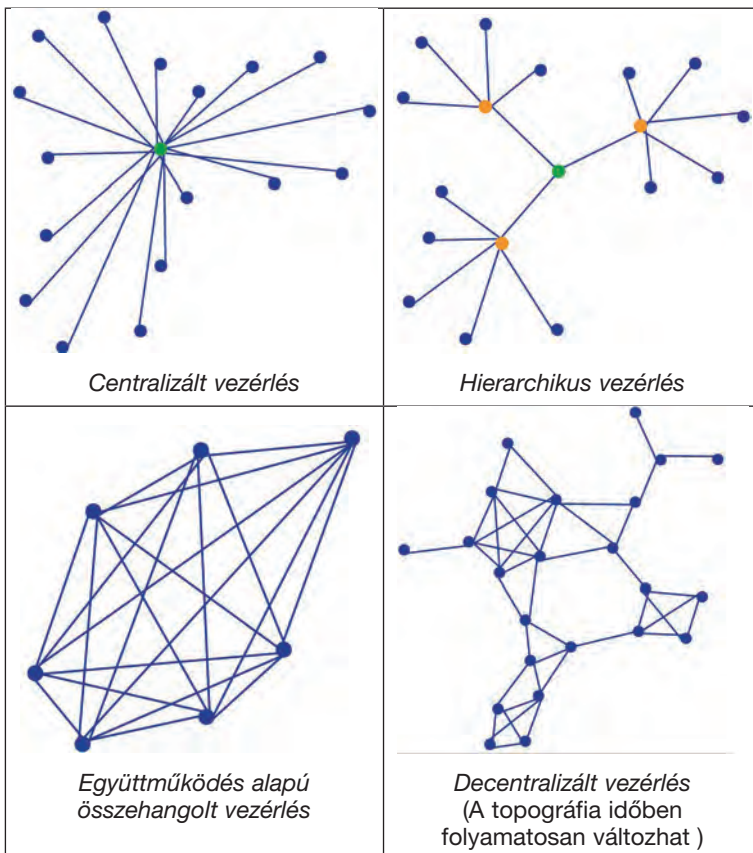 Centralizált vezérlés
Hierarchikus vezérlés
Együttműködés alapú
összehangolt vezérlés
Decentralizált vezérlés
(A topográfia időben
folyamatosan változhat )